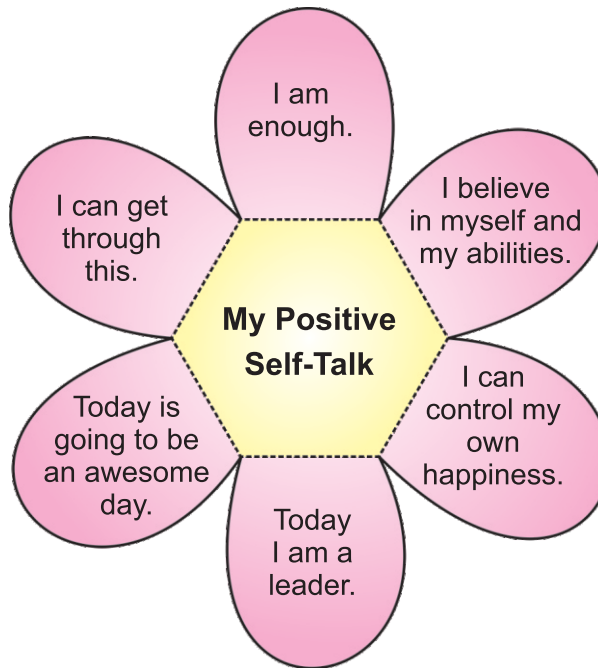 I am
enough.
I believe
in myself and
my abilities.
I can
control my
own
happiness.
Today
I am a
leader.
Today is
going to be
an awesome
day.
I can get
through
this.
My Positive
Self-Talk